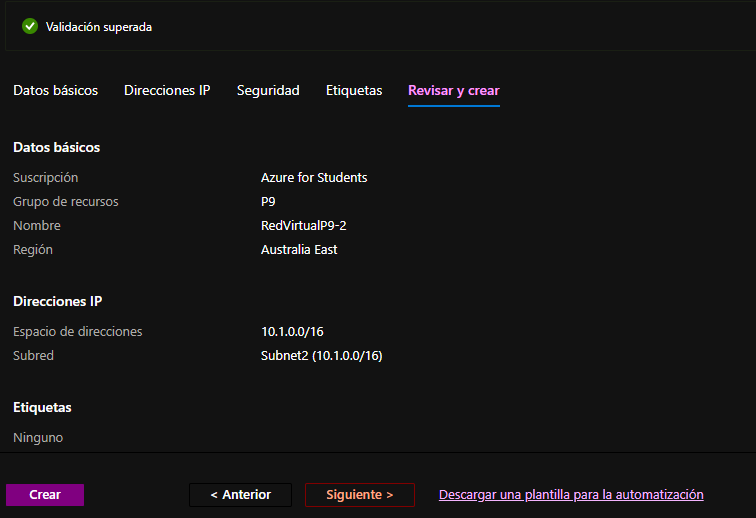 Validación superada
Datos básicos Direcciones IP Seguridad Etiquetas Revisar y crear
Datos básicos
Suscripción Azure for Students
Grupo de recursos P9
Nombre RedVirtualP9-2
Región Australia East
Direcciones IP
Espacio de direcciones 10.1.0.0/16
Subred Subnet2 (10.1.0.0/16)
Etiquetas
Ninguno
Crear < Anterior Siguiente > Descargar una plantilla para la automatización